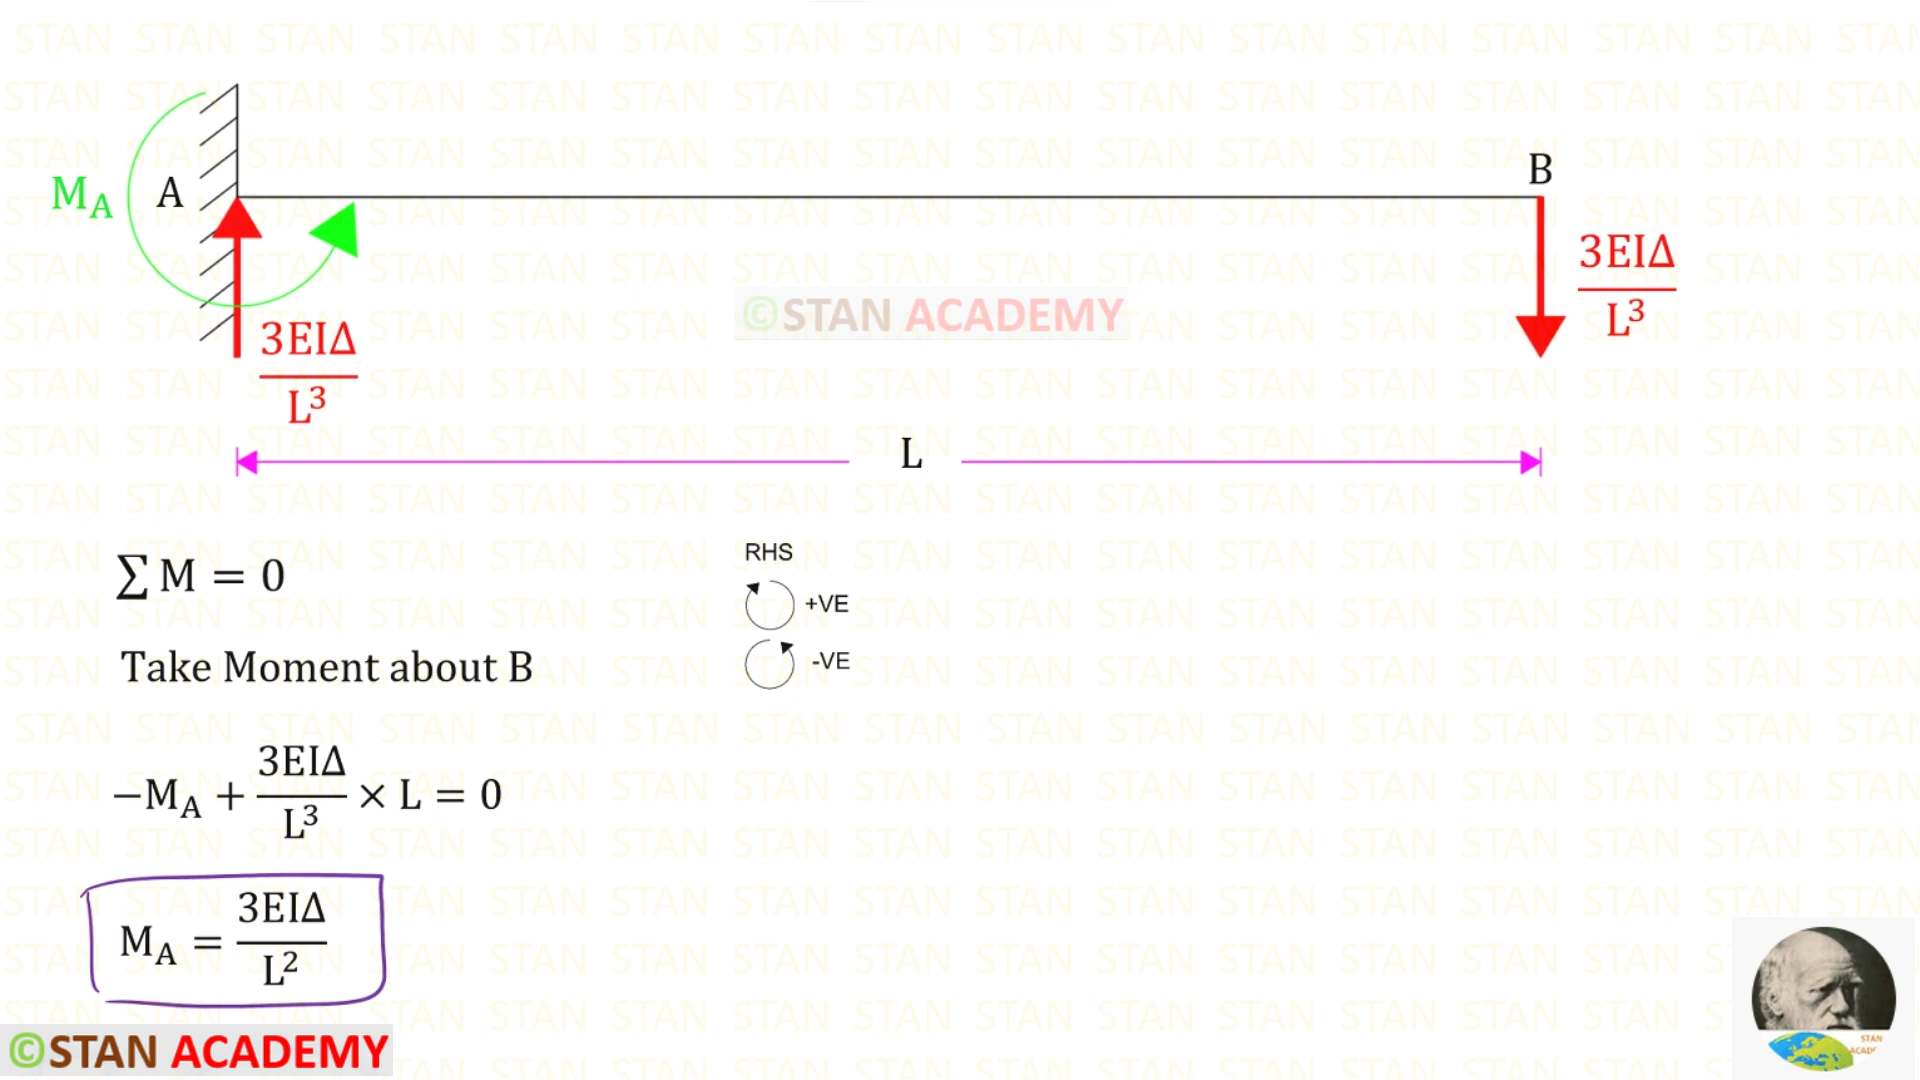 B
M_A A
3EIΔ/L³
©STAN ACADEMY
3EIΔ/L³
L
∑ M = 0
RHS
+VE
-VE
Take Moment about B
−M_A + 3EIΔ/L³ × L = 0
M_A = 3EIΔ/L²
©STAN ACADEMY
STAN